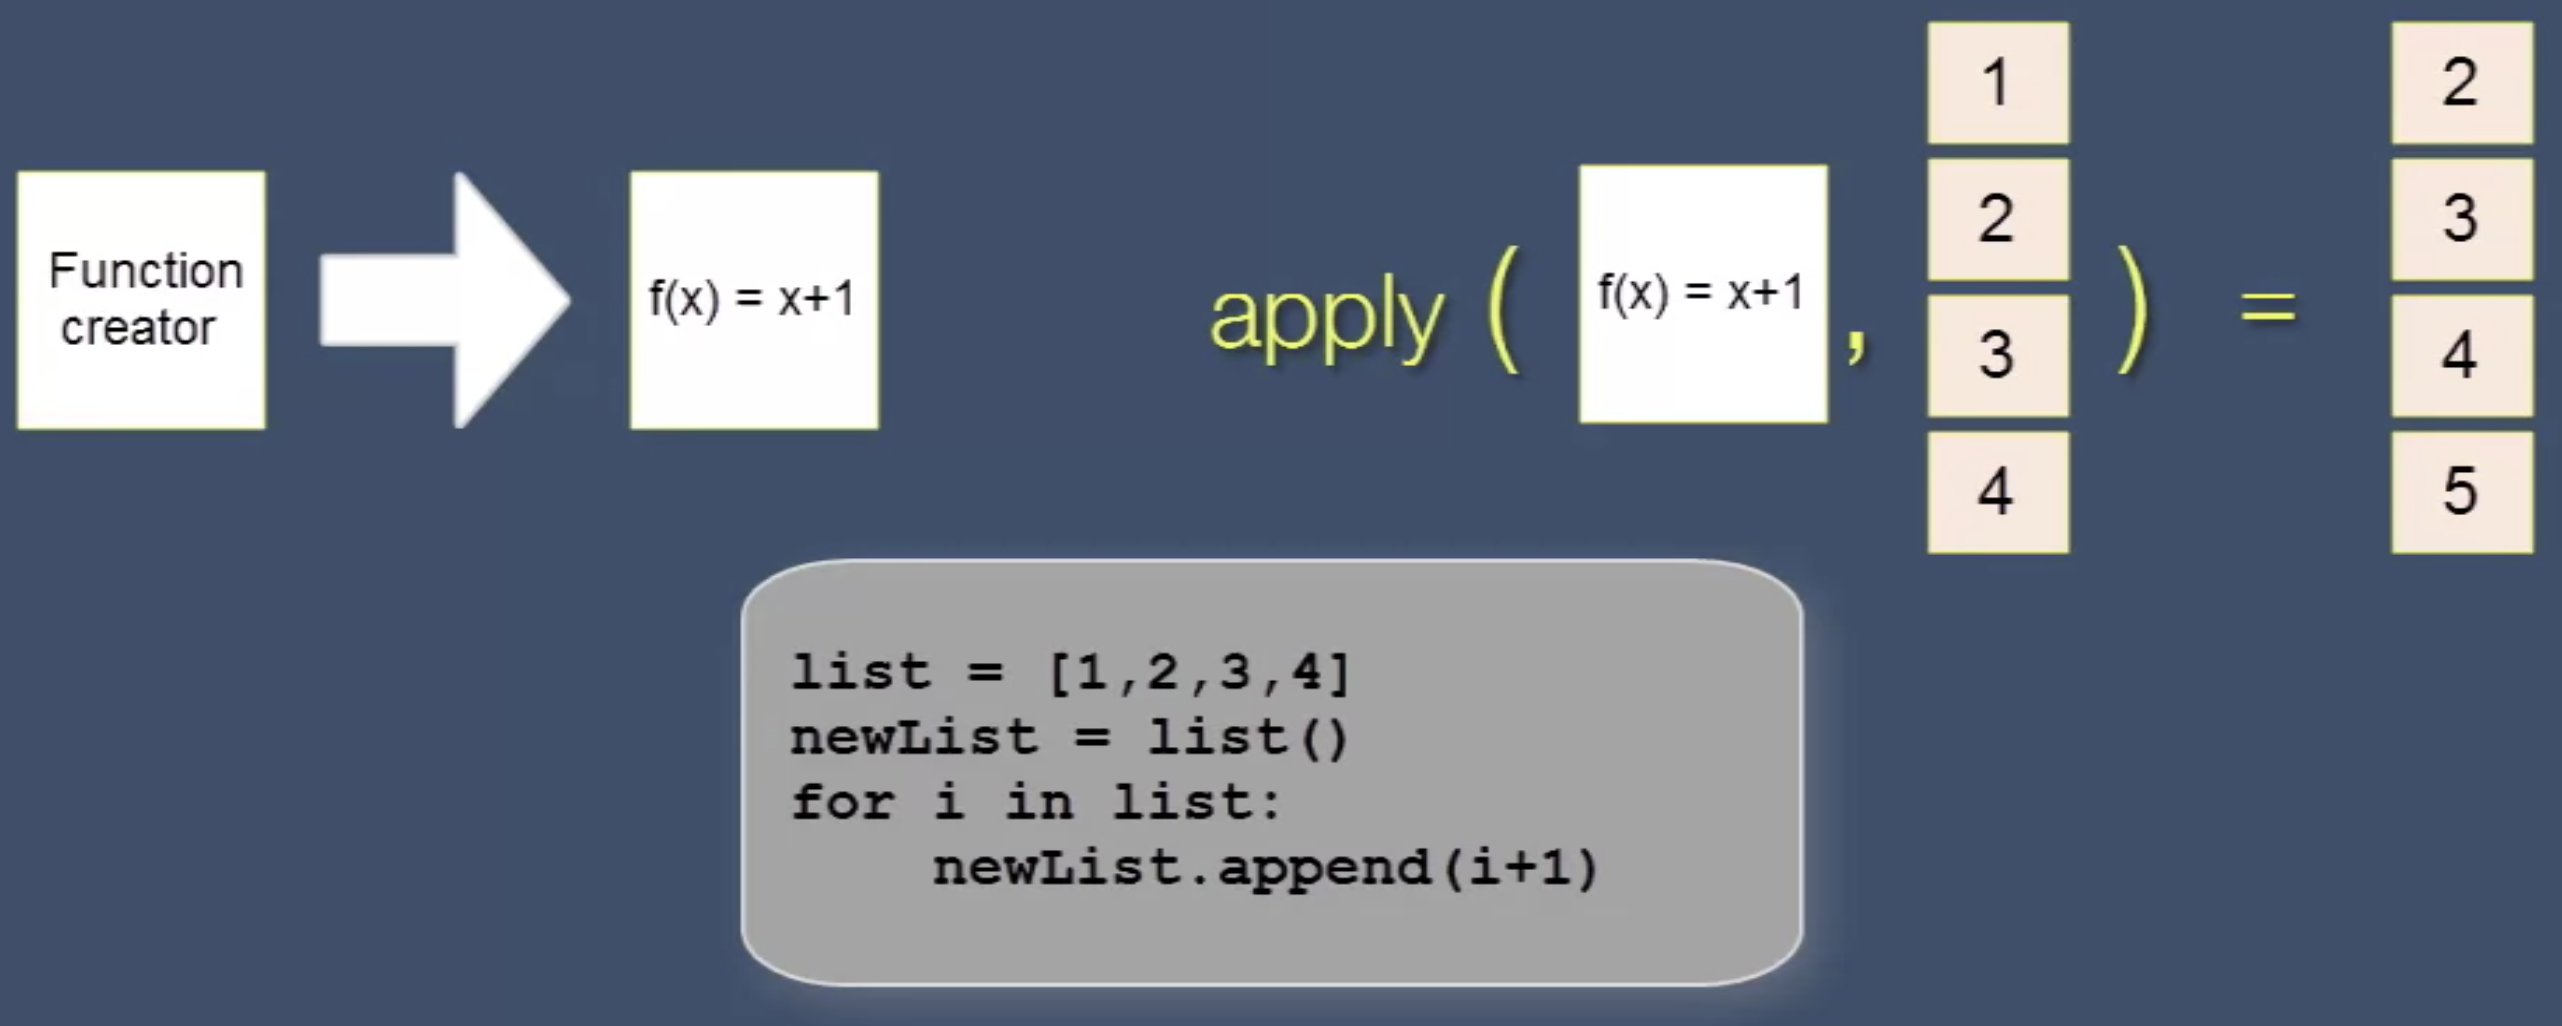 Function
creator
f(x) = x+1
apply ( f(x) = x+1 , 
1
2
3
4
) =
2
3
4
5
list = [1,2,3,4]
newList = list()
for i in list:
    newList.append(i+1)